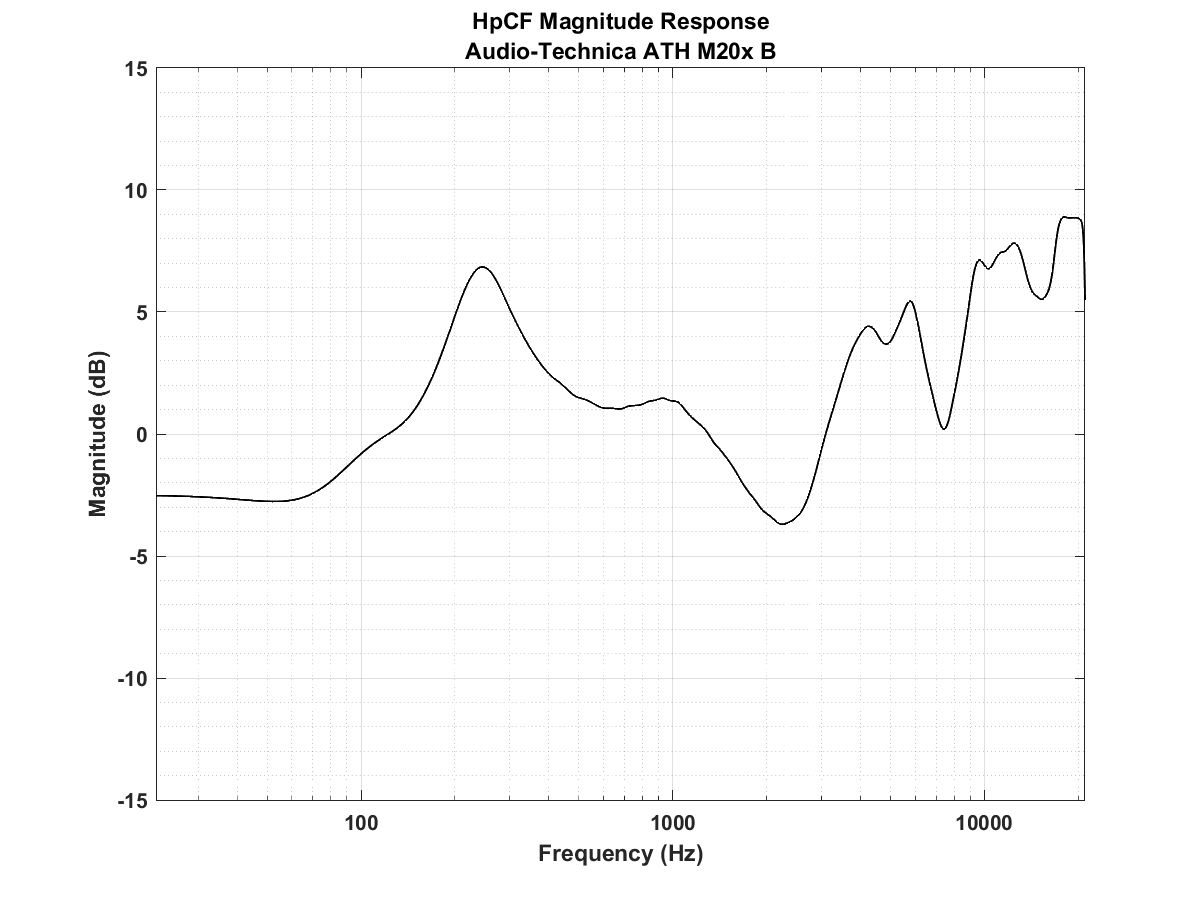 HpCF Magnitude Response
Audio-Technica ATH M20x B
15
10
5
0
-5
-10
-15
Magnitude (dB)
100
1000
10000
Frequency (Hz)